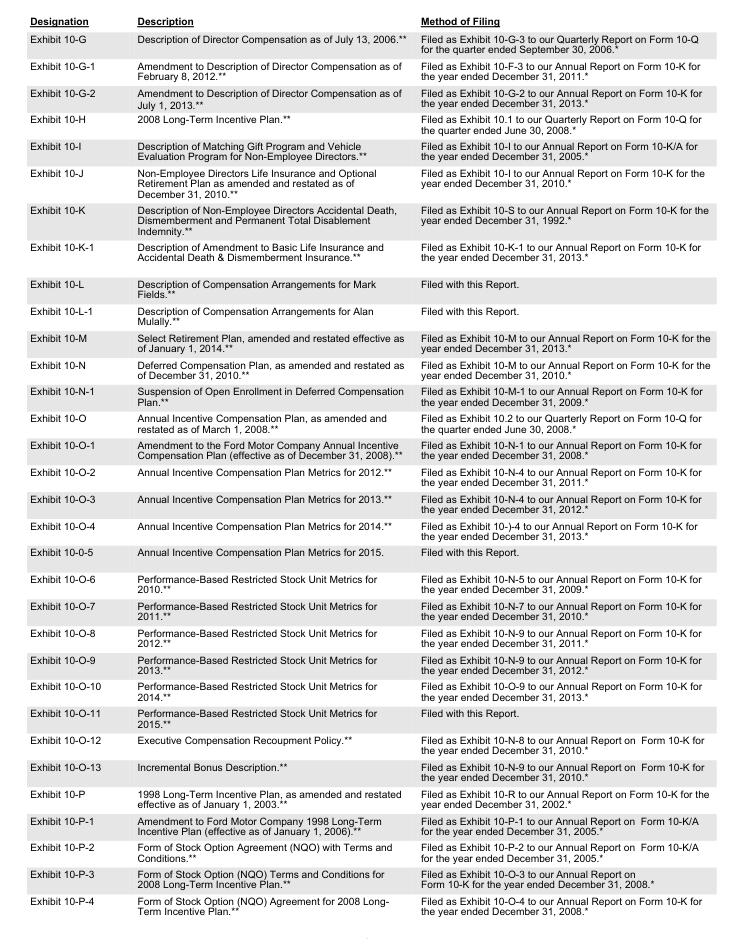 Designation Description Method of Filing
Exhibit 10-G Description of Director Compensation as of July 13, 2006.** Filed as Exhibit 10-G-3 to our Quarterly Report on Form 10-Q
for the quarter ended September 30, 2006.*
Exhibit 10-G-1 Amendment to Description of Director Compensation as of Filed as Exhibit 10-F-3 to our Annual Report on Form 10-K for
February 8, 2012.** the year ended December 31, 2011.*
Exhibit 10-G-2 Amendment to Description of Director Compensation as of Filed as Exhibit 10-G-2 to our Annual Report on Form 10-K for
July 1, 2013.** the year ended December 31, 2013.*
Exhibit 10-H 2008 Long-Term Incentive Plan.** Filed as Exhibit 10.1 to our Quarterly Report on Form 10-Q for
the quarter ended June 30, 2008.*
Exhibit 10-I Description of Matching Gift Program and Vehicle Filed as Exhibit 10-I to our Annual Report on Form 10-K/A for
Evaluation Program for Non-Employee Directors.** the year ended December 31, 2005.*
Exhibit 10-J Non-Employee Directors Life Insurance and Optional Filed as Exhibit 10-I to our Annual Report on Form 10-K for the
Retirement Plan as amended and restated as of year ended December 31, 2010.*
December 31, 2010.**
Exhibit 10-K Description of Non-Employee Directors Accidental Death, Filed as Exhibit 10-S to our Annual Report on Form 10-K for the
Dismemberment and Permanent Total Disablement year ended December 31, 1992.*
Indemnity.**
Exhibit 10-K-1 Description of Amendment to Basic Life Insurance and Filed as Exhibit 10-K-1 to our Annual Report on Form 10-K for
Accidental Death & Dismemberment Insurance.** the year ended December 31, 2013.*
Exhibit 10-L Description of Compensation Arrangements for Mark Filed with this Report.
Fields.**
Exhibit 10-L-1 Description of Compensation Arrangements for Alan Filed with this Report.
Mulally.**
Exhibit 10-M Select Retirement Plan, amended and restated effective as Filed as Exhibit 10-M to our Annual Report on Form 10-K for the
of January 1, 2014.** year ended December 31, 2013.*
Exhibit 10-N Deferred Compensation Plan, as amended and restated as Filed as Exhibit 10-M to our Annual Report on Form 10-K for the
of December 31, 2010.** year ended December 31, 2010.*
Exhibit 10-N-1 Suspension of Open Enrollment in Deferred Compensation Filed as Exhibit 10-M-1 to our Annual Report on Form 10-K for
Plan.** the year ended December 31, 2009.*
Exhibit 10-O Annual Incentive Compensation Plan, as amended and Filed as Exhibit 10.2 to our Quarterly Report on Form 10-Q for
restated as of March 1, 2008.** the quarter ended June 30, 2008.*
Exhibit 10-O-1 Amendment to the Ford Motor Company Annual Incentive Filed as Exhibit 10-N-1 to our Annual Report on Form 10-K for
Compensation Plan (effective as of December 31, 2008).** the year ended December 31, 2008.*
Exhibit 10-O-2 Annual Incentive Compensation Plan Metrics for 2012.** Filed as Exhibit 10-N-4 to our Annual Report on Form 10-K for
the year ended December 31, 2011.*
Exhibit 10-O-3 Annual Incentive Compensation Plan Metrics for 2013.** Filed as Exhibit 10-N-4 to our Annual Report on Form 10-K for
the year ended December 31, 2012.*
Exhibit 10-O-4 Annual Incentive Compensation Plan Metrics for 2014.** Filed as Exhibit 10-)-4 to our Annual Report on Form 10-K for
the year ended December 31, 2013.*
Exhibit 10-0-5 Annual Incentive Compensation Plan Metrics for 2015. Filed with this Report.
Exhibit 10-O-6 Performance-Based Restricted Stock Unit Metrics for Filed as Exhibit 10-N-5 to our Annual Report on Form 10-K for
2010.** the year ended December 31, 2009.*
Exhibit 10-O-7 Performance-Based Restricted Stock Unit Metrics for Filed as Exhibit 10-N-7 to our Annual Report on Form 10-K for
2011.** the year ended December 31, 2010.*
Exhibit 10-O-8 Performance-Based Restricted Stock Unit Metrics for Filed as Exhibit 10-N-9 to our Annual Report on Form 10-K for
2012.** the year ended December 31, 2011.*
Exhibit 10-O-9 Performance-Based Restricted Stock Unit Metrics for Filed as Exhibit 10-N-9 to our Annual Report on Form 10-K for
2013.** the year ended December 31, 2012.*
Exhibit 10-O-10 Performance-Based Restricted Stock Unit Metrics for Filed as Exhibit 10-O-9 to our Annual Report on Form 10-K for
2014.** the year ended December 31, 2013.*
Exhibit 10-O-11 Performance-Based Restricted Stock Unit Metrics for Filed with this Report.
2015.**
Exhibit 10-O-12 Executive Compensation Recoupment Policy.** Filed as Exhibit 10-N-8 to our Annual Report on Form 10-K for
the year ended December 31, 2010.*
Exhibit 10-O-13 Incremental Bonus Description.** Filed as Exhibit 10-N-9 to our Annual Report on Form 10-K for
the year ended December 31, 2010.*
Exhibit 10-P 1998 Long-Term Incentive Plan, as amended and restated Filed as Exhibit 10-R to our Annual Report on Form 10-K for the
effective as of January 1, 2003.** year ended December 31, 2002.*
Exhibit 10-P-1 Amendment to Ford Motor Company 1998 Long-Term Filed as Exhibit 10-P-1 to our Annual Report on Form 10-K/A
Incentive Plan (effective as of January 1, 2006).** for the year ended December 31, 2005.*
Exhibit 10-P-2 Form of Stock Option Agreement (NQO) with Terms and Filed as Exhibit 10-P-2 to our Annual Report on Form 10-K/A
Conditions.** for the year ended December 31, 2005.*
Exhibit 10-P-3 Form of Stock Option (NQO) Terms and Conditions for Filed as Exhibit 10-O-3 to our Annual Report on
2008 Long-Term Incentive Plan.** Form 10-K for the year ended December 31, 2008.*
Exhibit 10-P-4 Form of Stock Option (NQO) Agreement for 2008 Long- Filed as Exhibit 10-O-4 to our Annual Report on Form 10-K for
Term Incentive Plan.** the year ended December 31, 2008.*